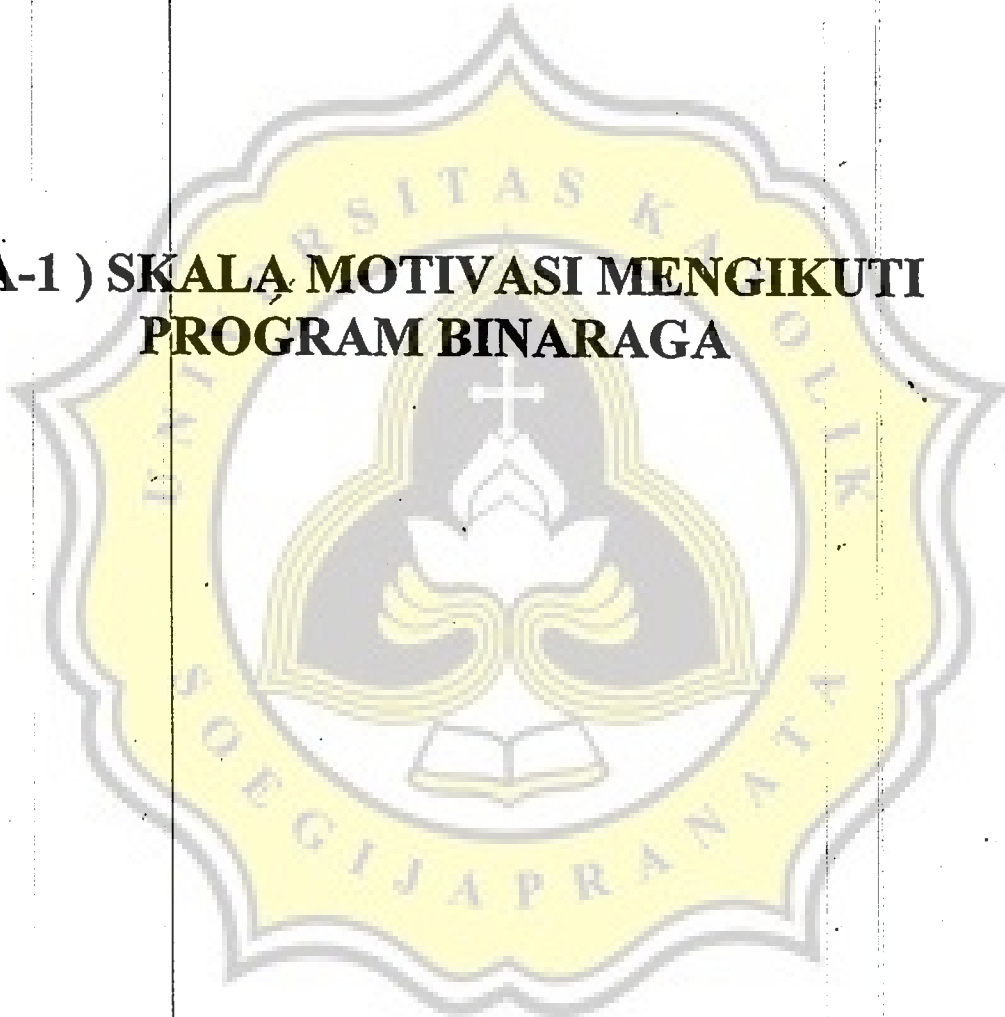 A-1 ) SKALA MOTIVASI MENGIKUTI
PROGRAM BINARAGA
UNIVERSITAS KATOLIK
SOEGIJAPRANATA